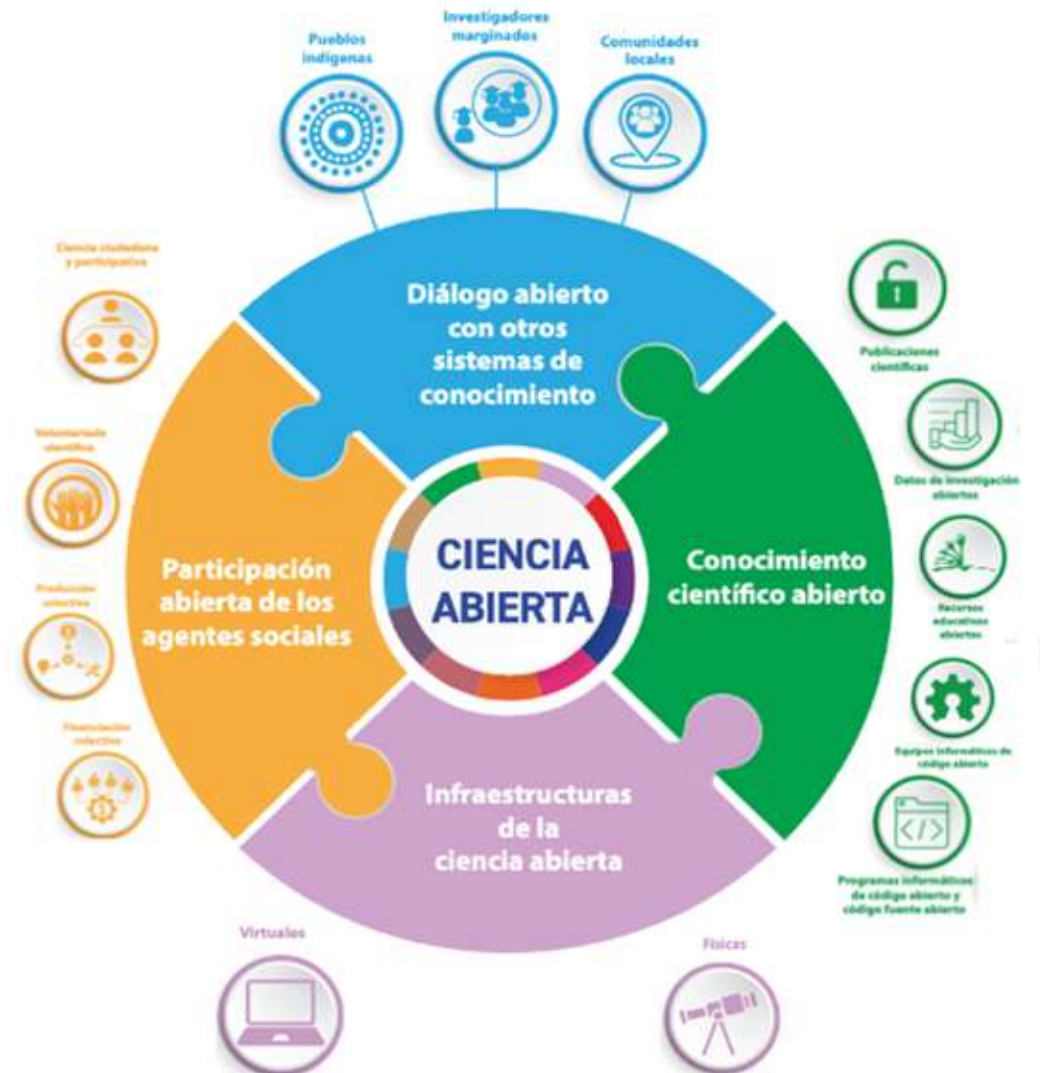 Pueblos
indígenas
Investigadores
marginados
Comunidades
locales
Diálogo abierto
con otros
sistemas de
conocimiento
Ciencia ciudadana
y participativa
Voluntariado
científico
Producción
colectiva
Financiación
colectiva
Participación
abierta de los
agentes sociales
CIENCIA
ABIERTA
Conocimiento
científico abierto
Publicaciones
científicas
Datos de investigación
abiertos
Recursos
educativos
abiertos
Equipos informáticos de
código abierto
</>
Programas informáticos
de código abierto y
código fuente abierto
Infraestructuras
de la
ciencia abierta
Virtuales
Físicas